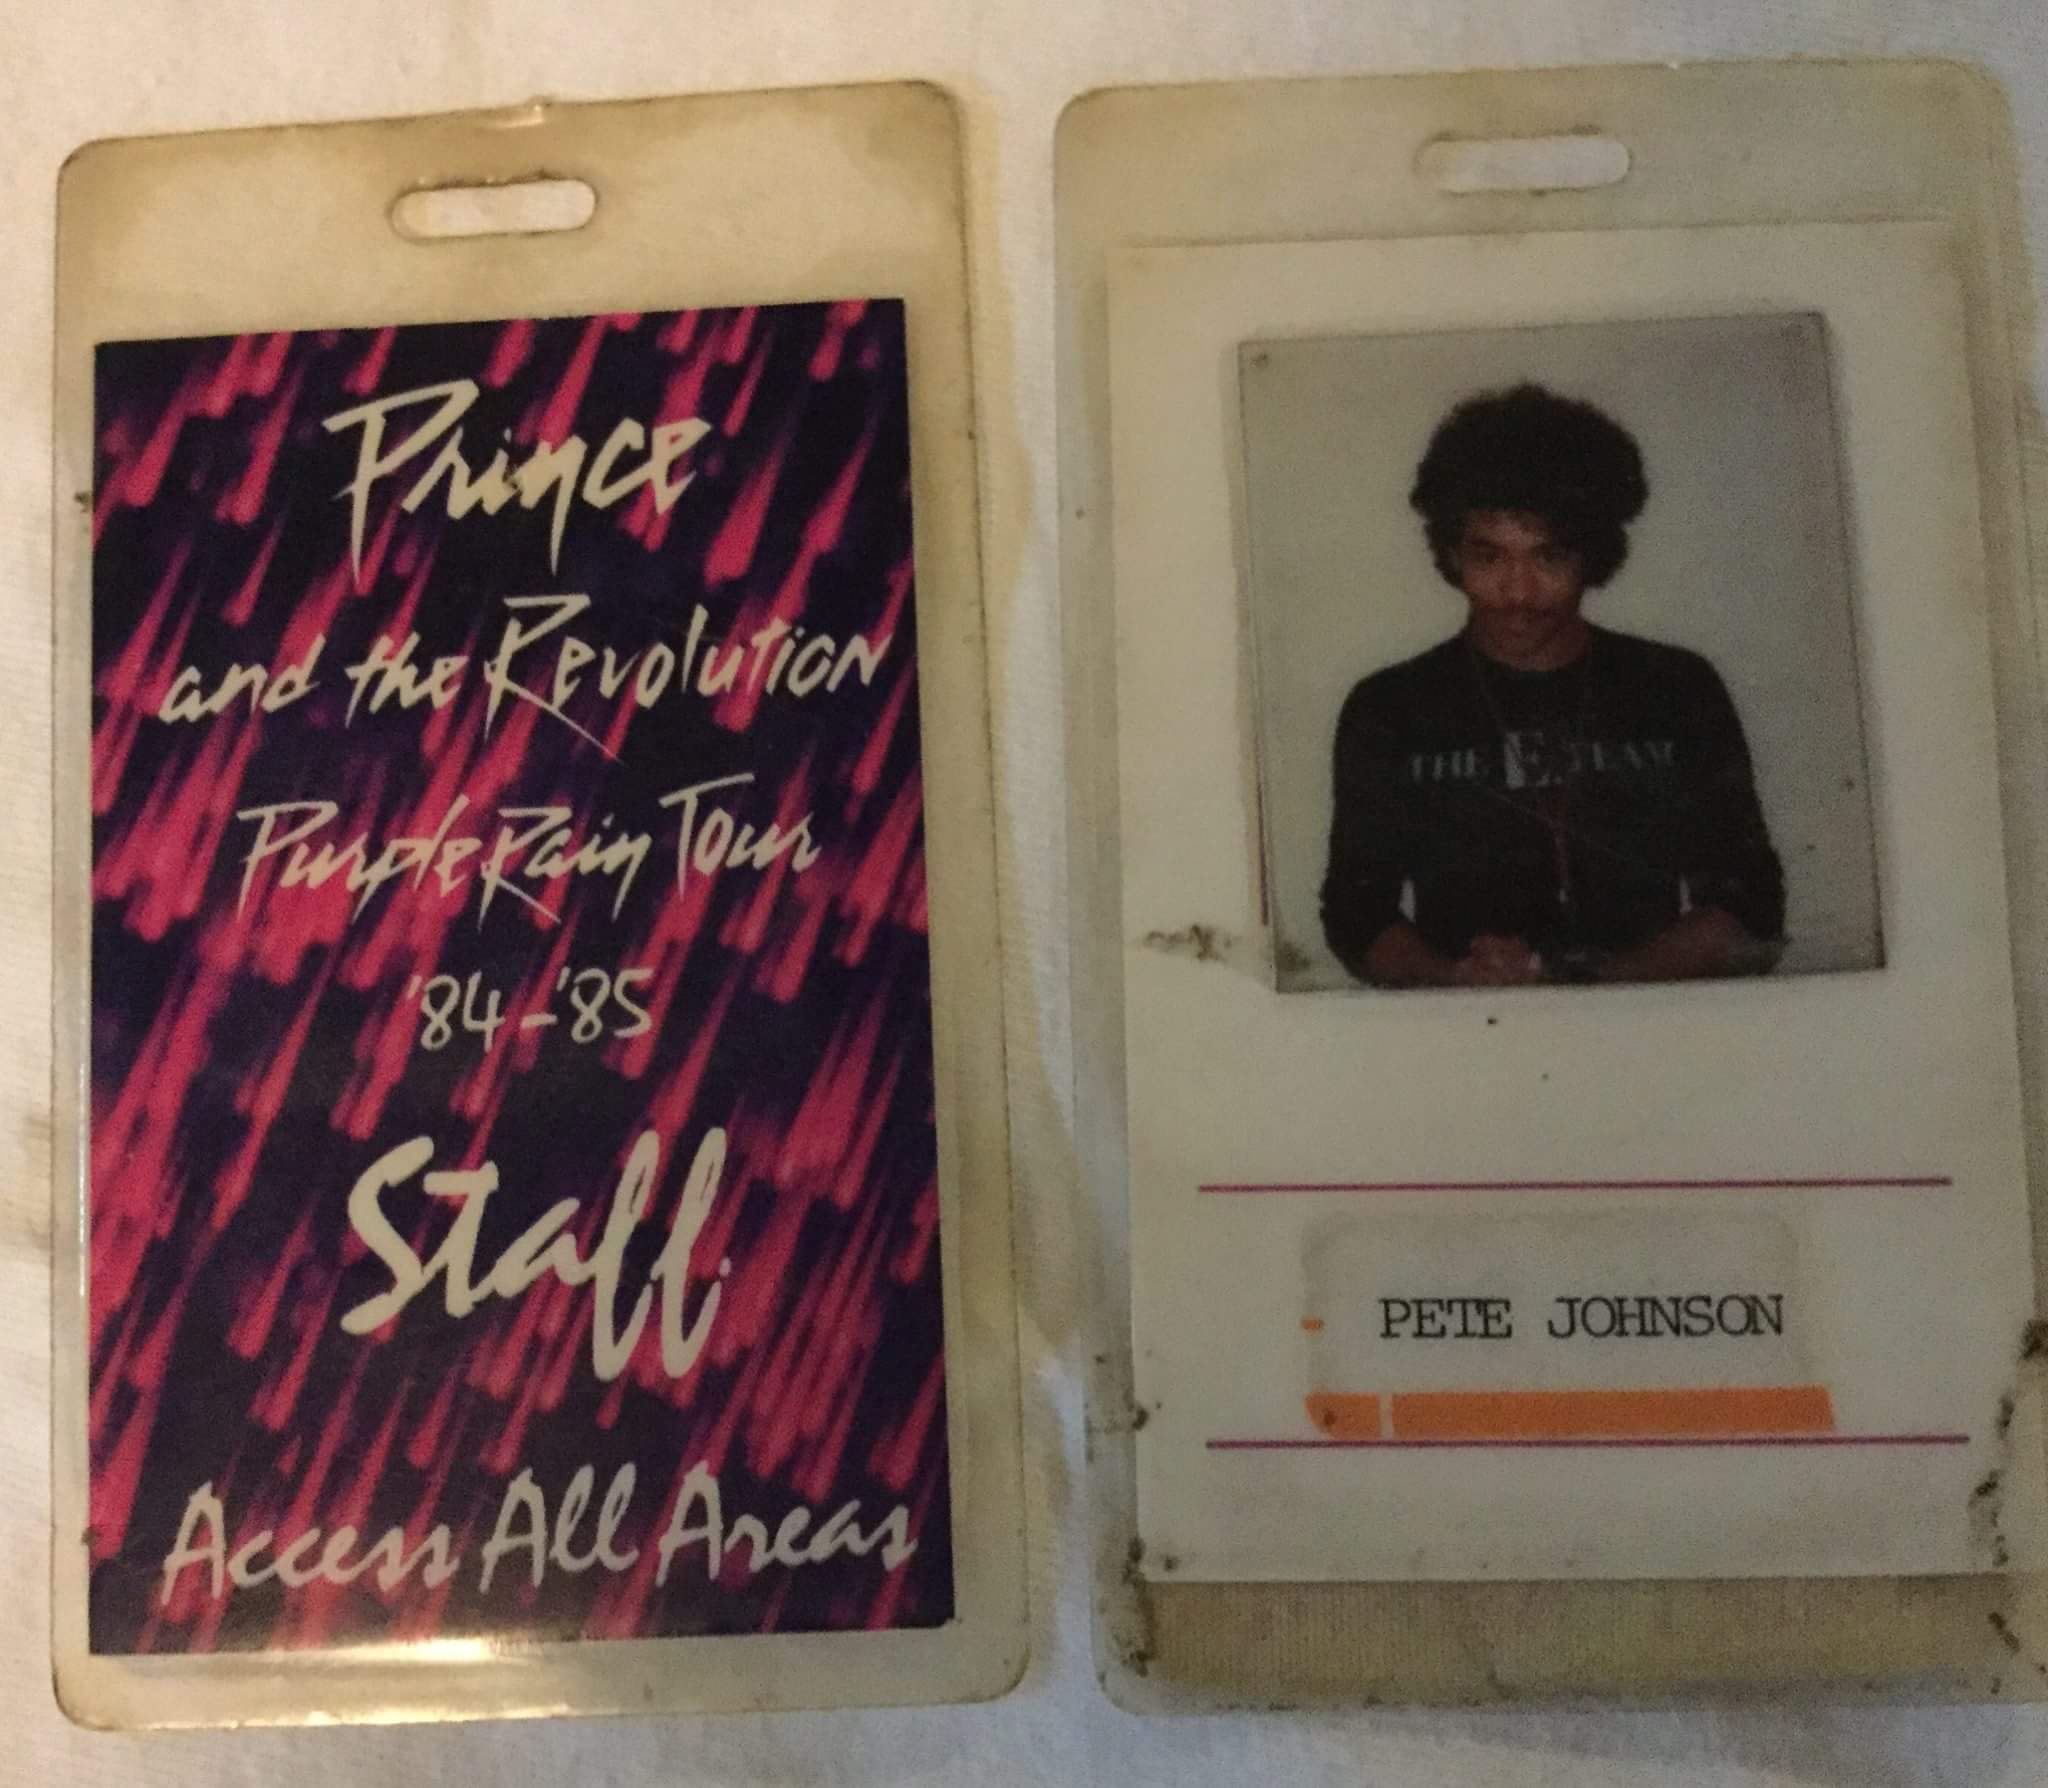 Prince
and the Revolution
Purple Rain Tour
'84-'85
Staff
Access All Areas
THE E TEAM
PETE JOHNSON